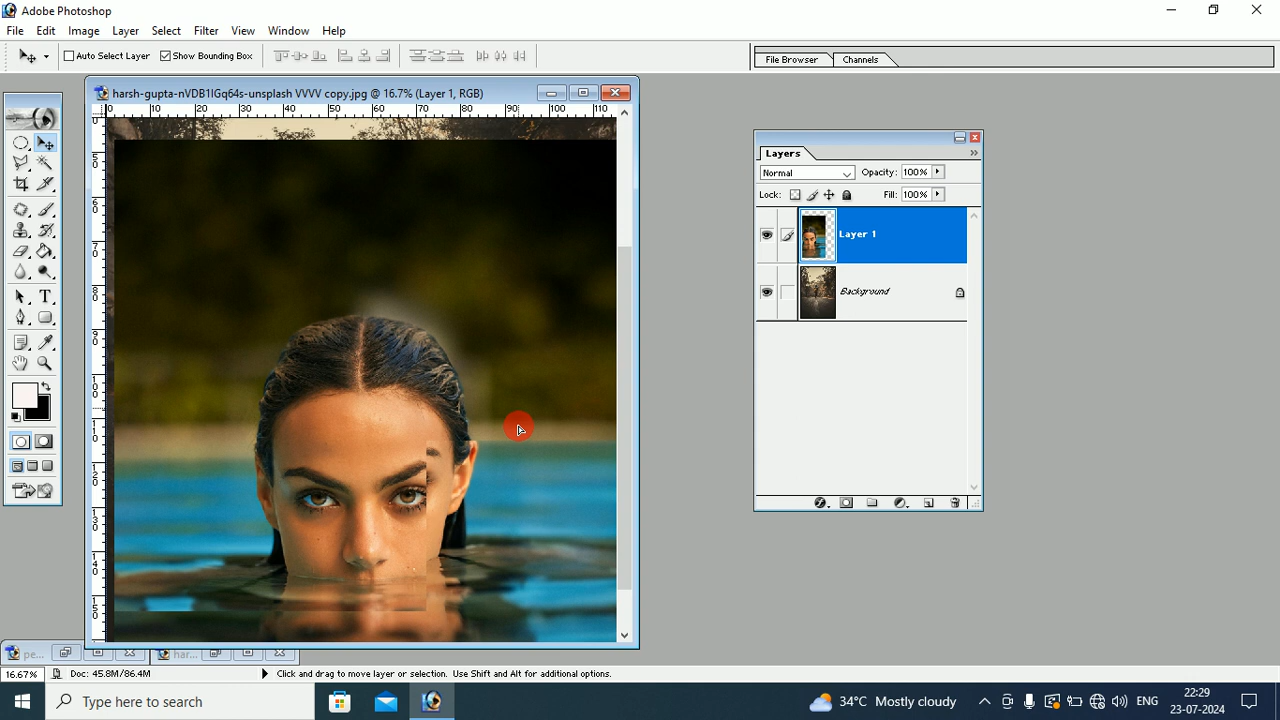 Adobe Photoshop
File Edit Image Layer Select Filter View Window Help
Auto Select Layer Show Bounding Box
File Browser Channels
harsh-gupta-nVDB1IGq64s-unsplash VVVV copy.jpg @ 16.7% (Layer 1, RGB)
0 10 20 30 40 50 60 70 80 90 100 110
Layers
Normal Opacity: 100%
Lock: Fill: 100%
Layer 1
Background
pe... har...
16.67% Doc: 45.8M/86.4M Click and drag to move layer or selection. Use Shift and Alt for additional options.
Type here to search
34°C Mostly cloudy
ENG
22:29
23-07-2024